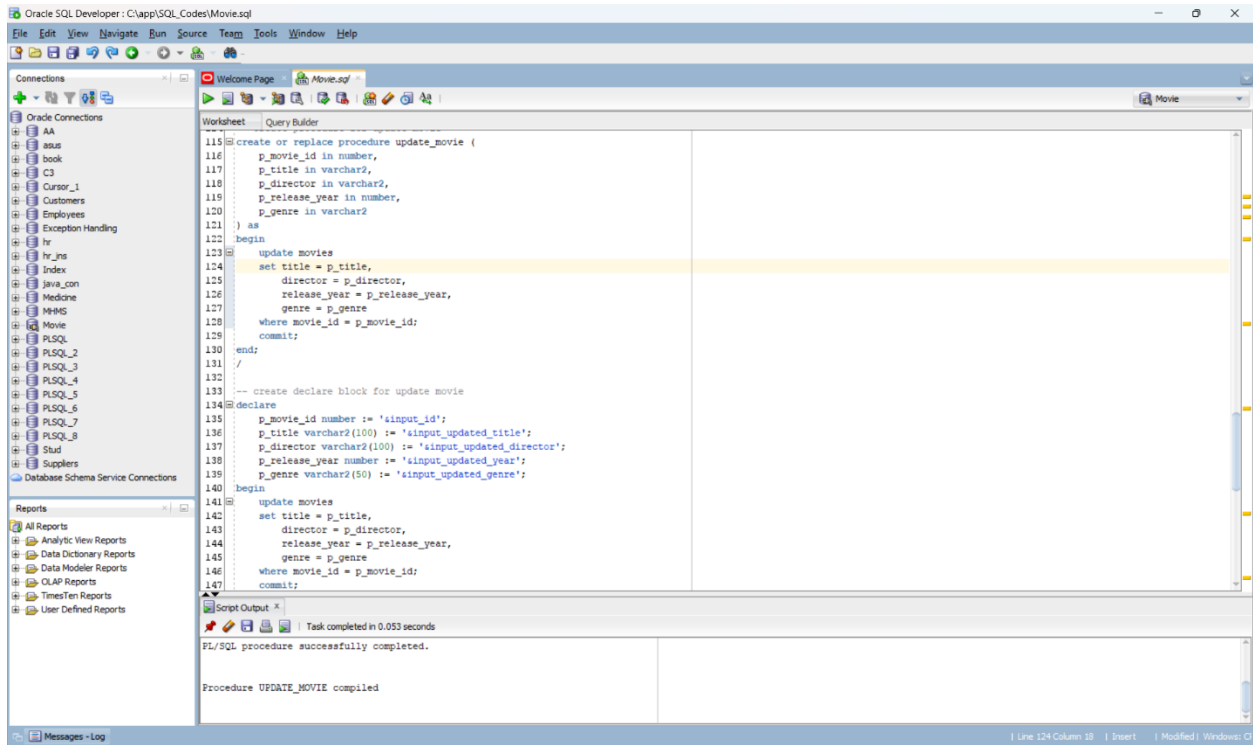 Oracle SQL Developer : C:\app\SQL_Codes\Movie.sql
File Edit View Navigate Run Source Team Tools Window Help
Connections
Oracle Connections
AA
asus
book
C3
Cursor_1
Customers
Employees
Exception Handling
hr
hr_ins
Index
java_con
Medicine
MHMS
Movie
PLSQL
PLSQL_2
PLSQL_3
PLSQL_4
PLSQL_5
PLSQL_6
PLSQL_7
PLSQL_8
Stud
Suppliers
Database Schema Service Connections
Reports
All Reports
Analytic View Reports
Data Dictionary Reports
Data Modeler Reports
OLAP Reports
TimesTen Reports
User Defined Reports
Welcome Page Movie.sql
Movie
Worksheet Query Builder
115 create or replace procedure update_movie (
116 p_movie_id in number,
117 p_title in varchar2,
118 p_director in varchar2,
119 p_release_year in number,
120 p_genre in varchar2
121 ) as
122 begin
123 update movies
124 set title = p_title,
125 director = p_director,
126 release_year = p_release_year,
127 genre = p_genre
128 where movie_id = p_movie_id;
129 commit;
130 end;
131 /
132
133 -- create declare block for update movie
134 declare
135 p_movie_id number := '&input_id';
136 p_title varchar2(100) := '&input_updated_title';
137 p_director varchar2(100) := '&input_updated_director';
138 p_release_year number := '&input_updated_year';
139 p_genre varchar2(50) := '&input_updated_genre';
140 begin
141 update movies
142 set title = p_title,
143 director = p_director,
144 release_year = p_release_year,
145 genre = p_genre
146 where movie_id = p_movie_id;
147 commit;
Script Output
Task completed in 0.053 seconds
PL/SQL procedure successfully completed.
Procedure UPDATE_MOVIE compiled
Messages - Log
Line 124 Column 18 | Insert | Modified | Windows: Cl